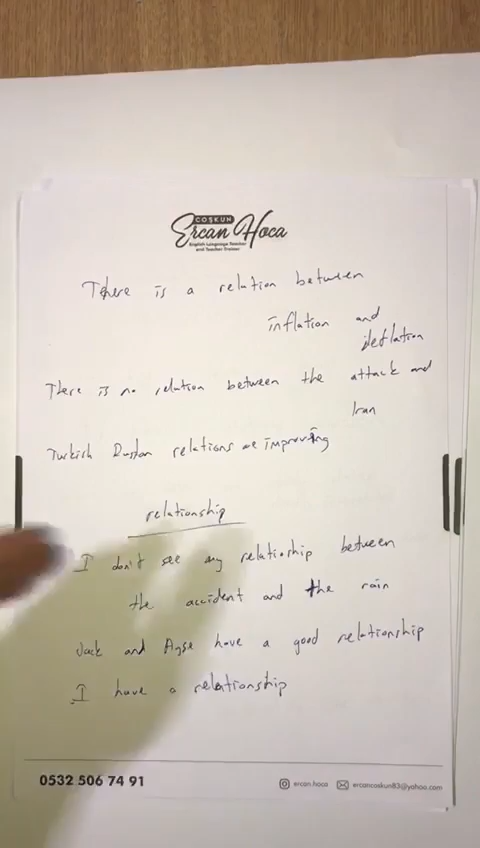 COŞKUN
Ercan Hoca
English Language Teacher
and Teacher Trainer
There is a relation between
inflation and
deflation
There is no relation between the attack and
Iran
Turkish Russian relations are improving
relationship
I don't see any relatioship between
the accident and the rain
Jack and Ayşe have a good relationship
I have a relationship
0532 506 74 91
ercan.hoca ercancoskun83@yahoo.com